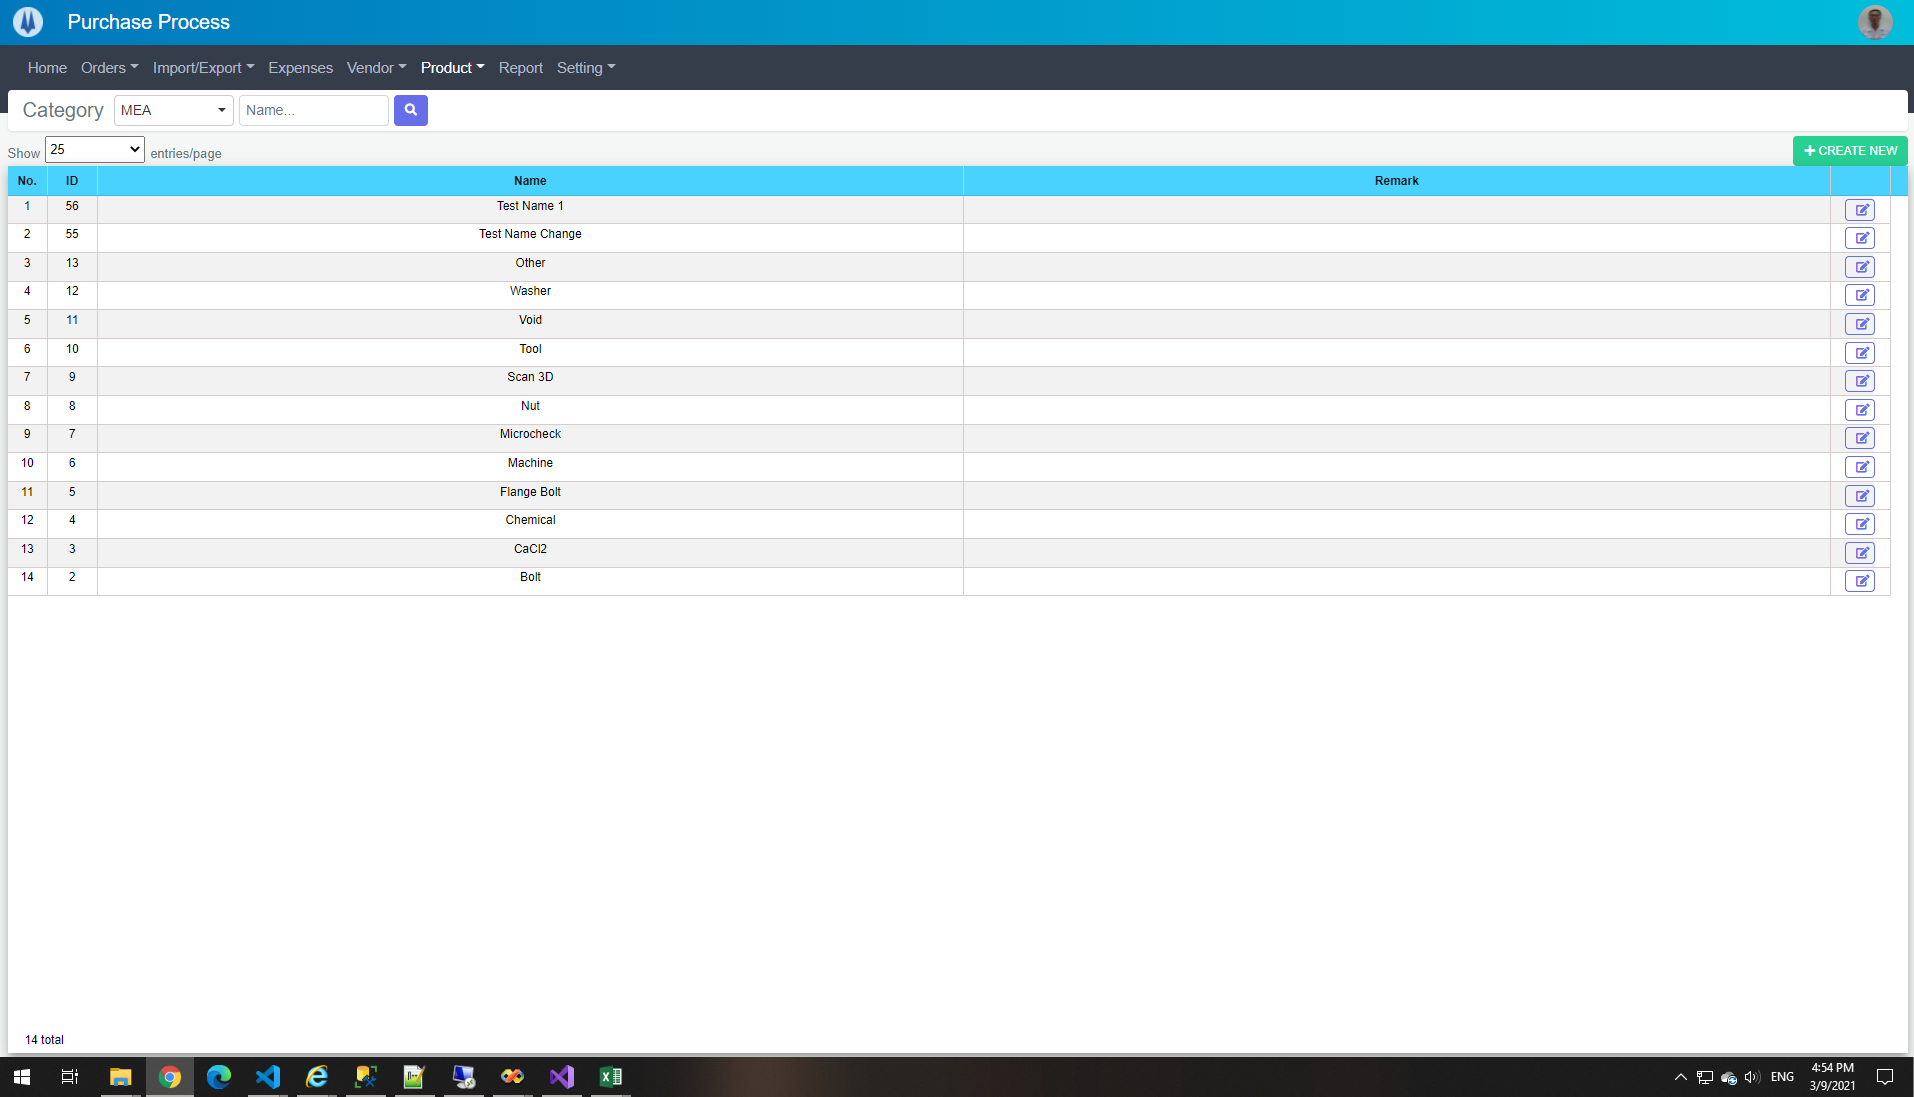 Purchase Process
Home Orders Import/Export Expenses Vendor Product Report Setting
Category MEA Name...
Show 25 entries/page
CREATE NEW
No. ID Name Remark
1 56 Test Name 1
2 55 Test Name Change
3 13 Other
4 12 Washer
5 11 Void
6 10 Tool
7 9 Scan 3D
8 8 Nut
9 7 Microcheck
10 6 Machine
11 5 Flange Bolt
12 4 Chemical
13 3 CaCl2
14 2 Bolt
14 total
ENG
4:54 PM
3/9/2021